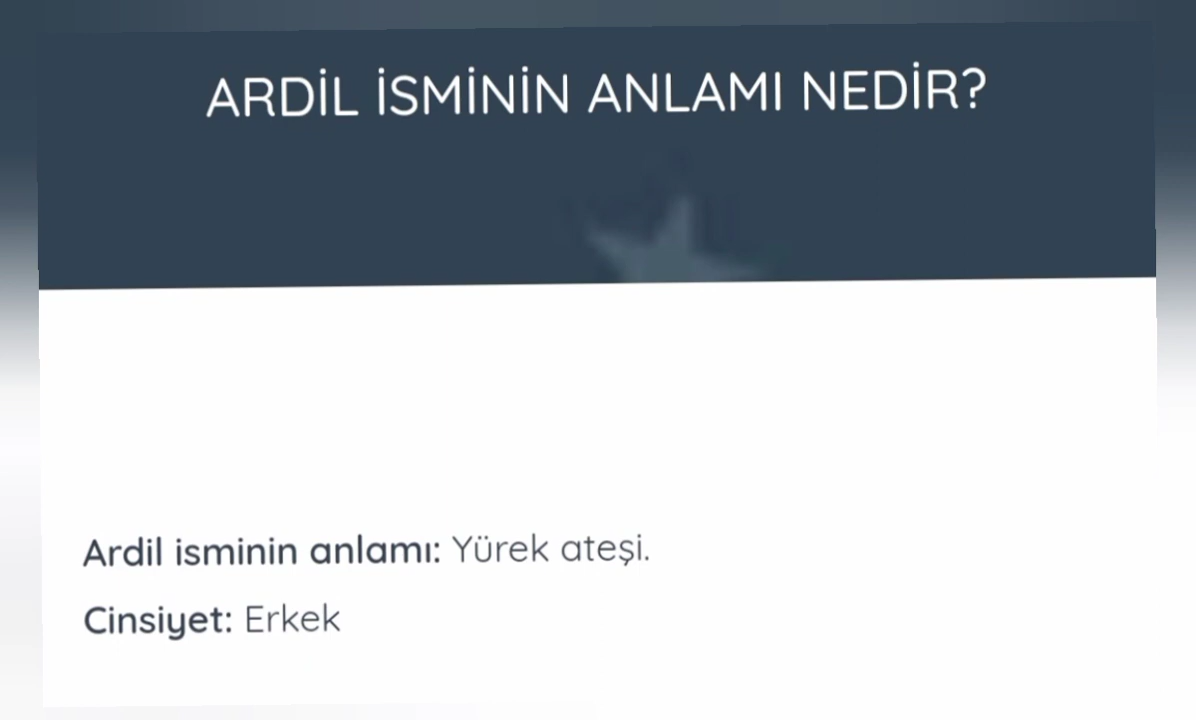 ARDİL İSMİNİN ANLAMI NEDİR?
Ardil isminin anlamı: Yürek ateşi.
Cinsiyet: Erkek